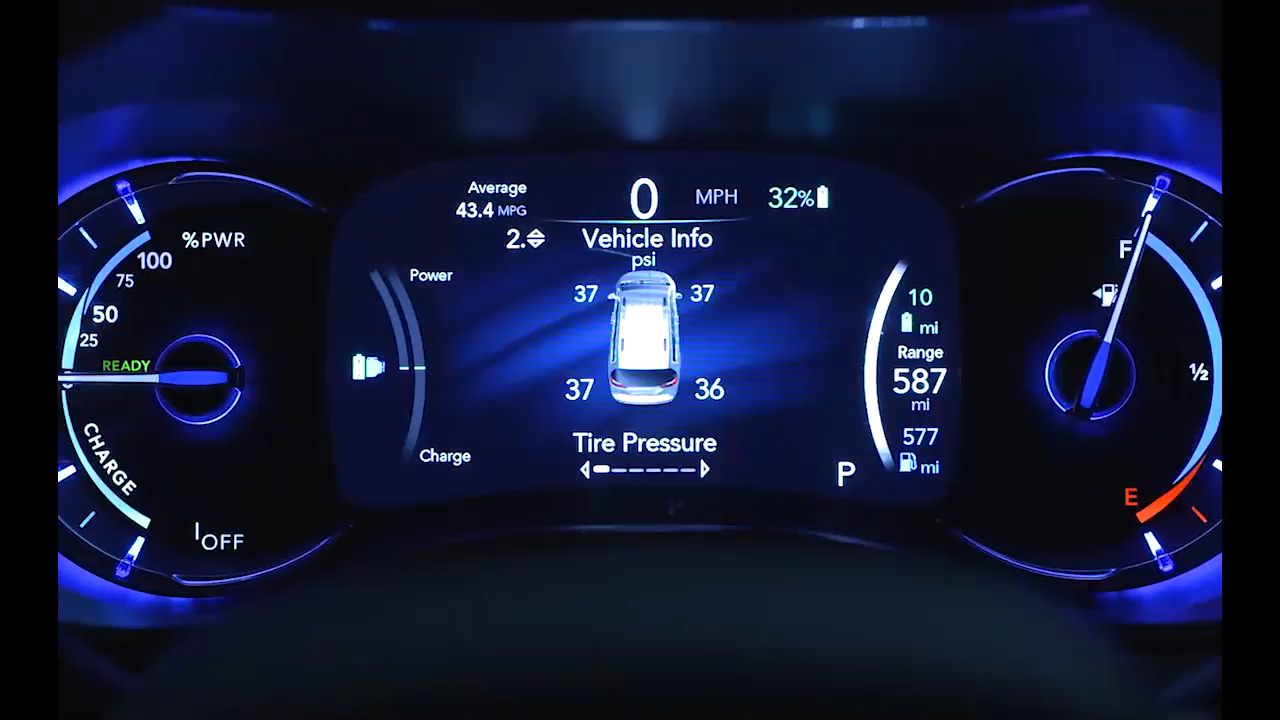 %PWR
100
75
50
25
READY
CHARGE
OFF
Average
43.4 MPG
0 MPH
32%
2.
Vehicle Info
psi
37 37
37 36
Tire Pressure
Power
Charge
10
mi
Range
587
mi
577
mi
P
F
½
E